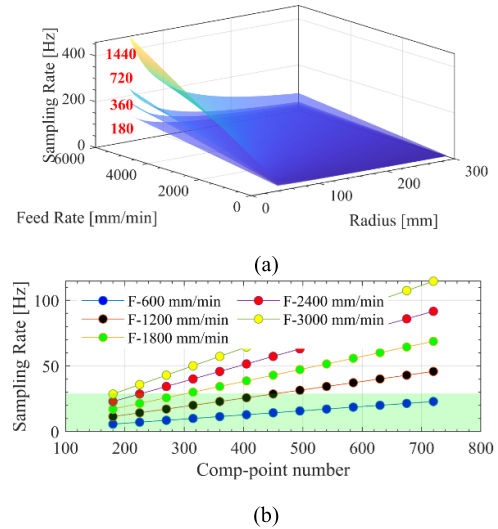 Sampling Rate [Hz]
400
200
0
1440
720
360
180
6000
4000
2000
0
Feed Rate [mm/min]
0
100
200
300
Radius [mm]
(a)
Sampling Rate [Hz]
100
50
0
F-600 mm/min
F-2400 mm/min
F-1200 mm/min
F-3000 mm/min
F-1800 mm/min
100 200 300 400 500 600 700 800
Comp-point number
(b)